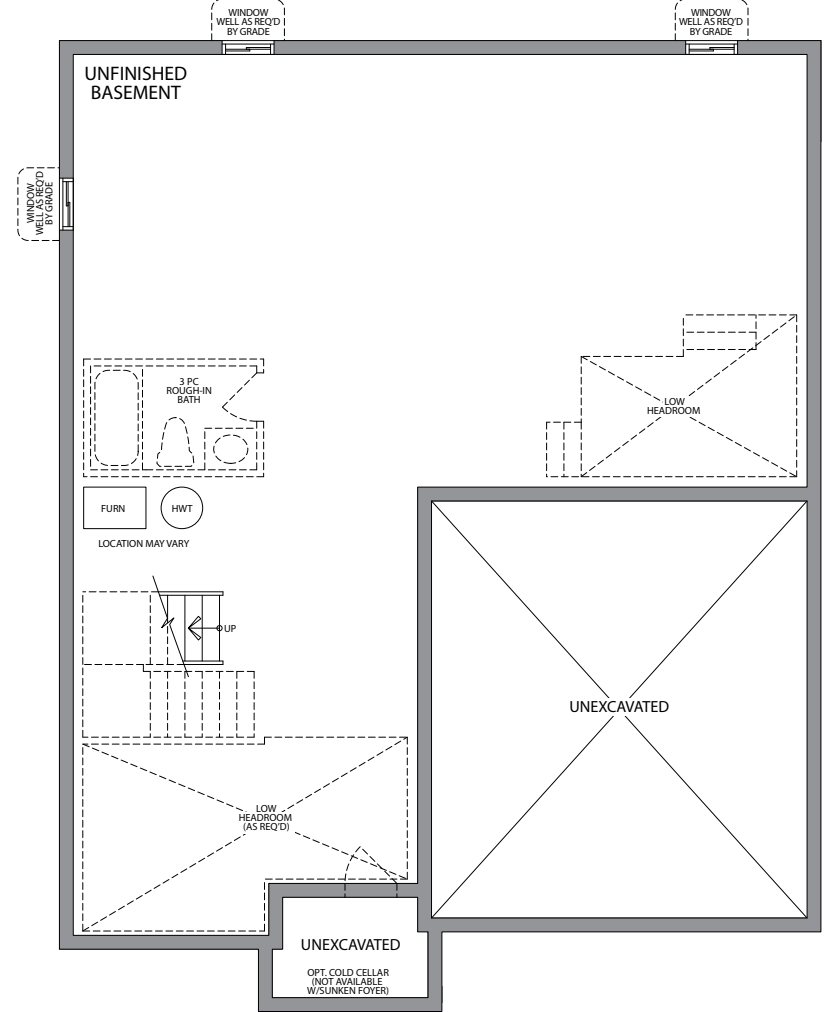 WINDOW
WELL AS REQ'D
BY GRADE
WINDOW
WELL AS REQ'D
BY GRADE
UNFINISHED
BASEMENT
WINDOW
WELL AS REQ'D
BY GRADE
3 PC
ROUGH-IN
BATH
LOW
HEADROOM
FURN
HWT
LOCATION MAY VARY
UP
UNEXCAVATED
LOW
HEADROOM
(AS REQ'D)
UNEXCAVATED
OPT. COLD CELLAR
(NOT AVAILABLE
W/SUNKEN FOYER)